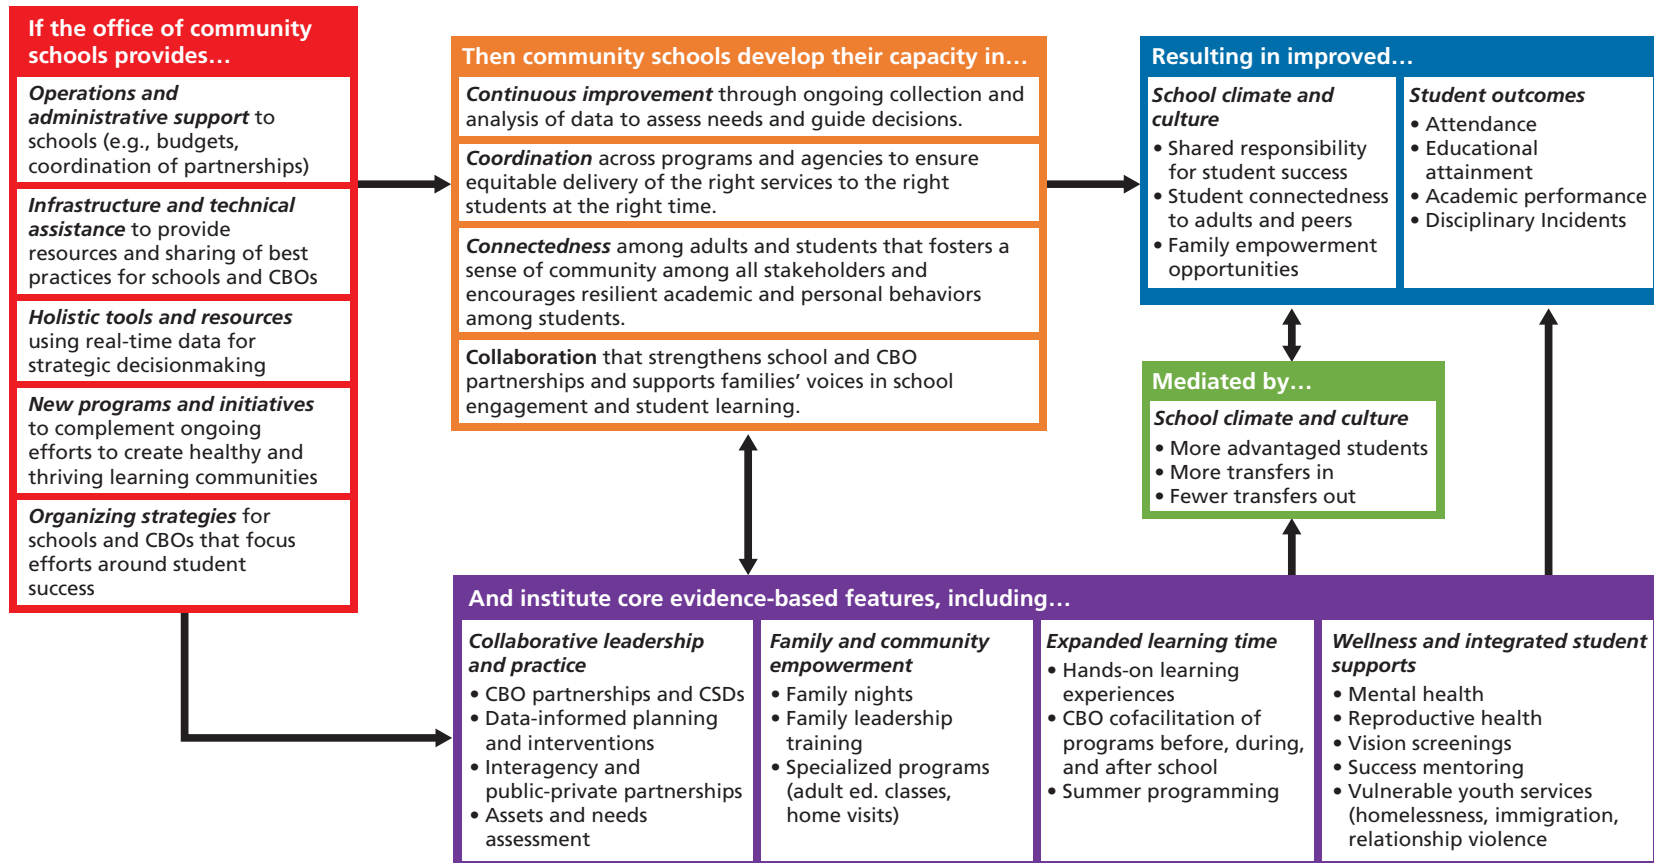 If the office of community
schools provides…
Operations and
administrative support to
schools (e.g., budgets,
coordination of partnerships)
Infrastructure and technical
assistance to provide
resources and sharing of best
practices for schools and CBOs
Holistic tools and resources
using real-time data for
strategic decisionmaking
New programs and initiatives
to complement ongoing
efforts to create healthy and
thriving learning communities
Organizing strategies for
schools and CBOs that focus
efforts around student
success
Then community schools develop their capacity in…
Continuous improvement through ongoing collection and
analysis of data to assess needs and guide decisions.
Coordination across programs and agencies to ensure
equitable delivery of the right services to the right
students at the right time.
Connectedness among adults and students that fosters a
sense of community among all stakeholders and
encourages resilient academic and personal behaviors
among students.
Collaboration that strengthens school and CBO
partnerships and supports families’ voices in school
engagement and student learning.
Resulting in improved…
School climate and
culture
• Shared responsibility
for student success
• Student connectedness
to adults and peers
• Family empowerment
opportunities
Student outcomes
• Attendance
• Educational
attainment
• Academic performance
• Disciplinary Incidents
Mediated by…
School climate and culture
• More advantaged students
• More transfers in
• Fewer transfers out
And institute core evidence-based features, including…
Collaborative leadership
and practice
• CBO partnerships and CSDs
• Data-informed planning
and interventions
• Interagency and
public-private partnerships
• Assets and needs
assessment
Family and community
empowerment
• Family nights
• Family leadership
training
• Specialized programs
(adult ed. classes,
home visits)
Expanded learning time
• Hands-on learning
experiences
• CBO cofacilitation of
programs before, during,
and after school
• Summer programming
Wellness and integrated student
supports
• Mental health
• Reproductive health
• Vision screenings
• Success mentoring
• Vulnerable youth services
(homelessness, immigration,
relationship violence